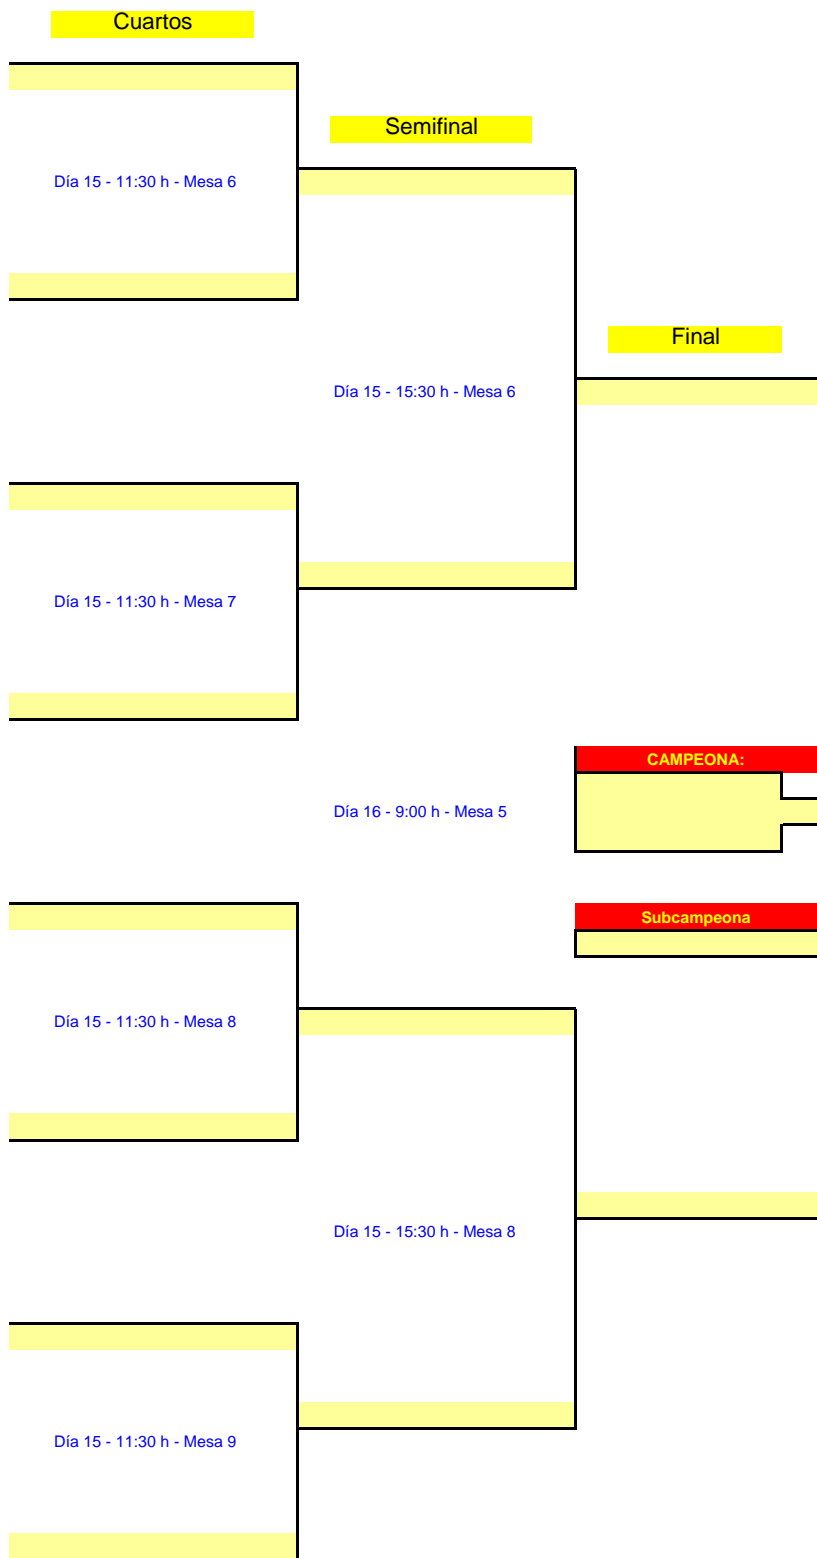 Cuartos
Semifinal
Día 15 - 11:30 h - Mesa 6
Final
Día 15 - 15:30 h - Mesa 6
Día 15 - 11:30 h - Mesa 7
CAMPEONA:
Día 16 - 9:00 h - Mesa 5
Subcampeona
Día 15 - 11:30 h - Mesa 8
Día 15 - 15:30 h - Mesa 8
Día 15 - 11:30 h - Mesa 9